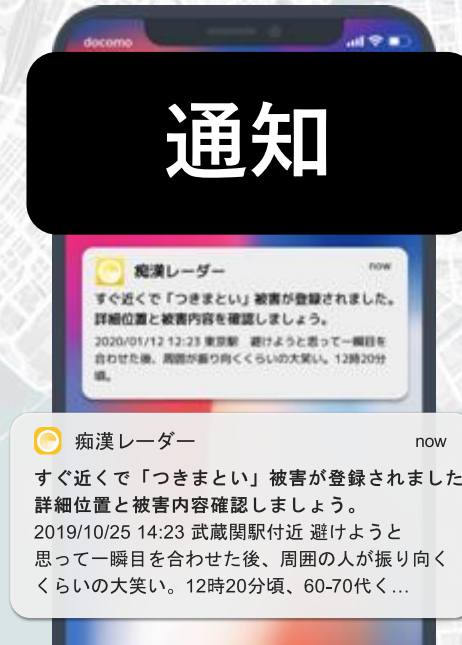 docomo
通知
痴漢レーダー
now
すぐ近くで「つきまとい」被害が登録されました。
詳細位置と被害内容を確認しましょう。
2020/01/12 12:23 東京駅 避けようと思って一瞬目を
合わせた後、周囲が振り向くくらいの大笑い。12時20分
頃。
痴漢レーダー
now
すぐ近くで「つきまとい」被害が登録されました
詳細位置と被害内容確認しましょう。
2019/10/25 14:23 武蔵関駅付近 避けようと
思って一瞬目を合わせた後、周囲の人が振り向く
くらいの大笑い。12時20分頃、60-70代く…